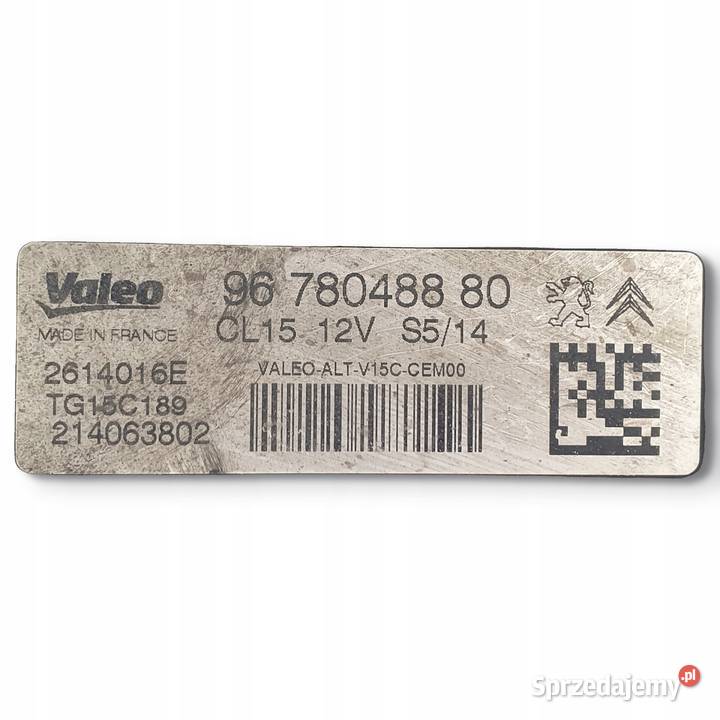 Valeo 96 780488 80
MADE IN FRANCE CL15 12V S5/14
2614016E VALEO-ALT-V15C-CEM00
TG15C189
214063802
Sprzedajemy.pl